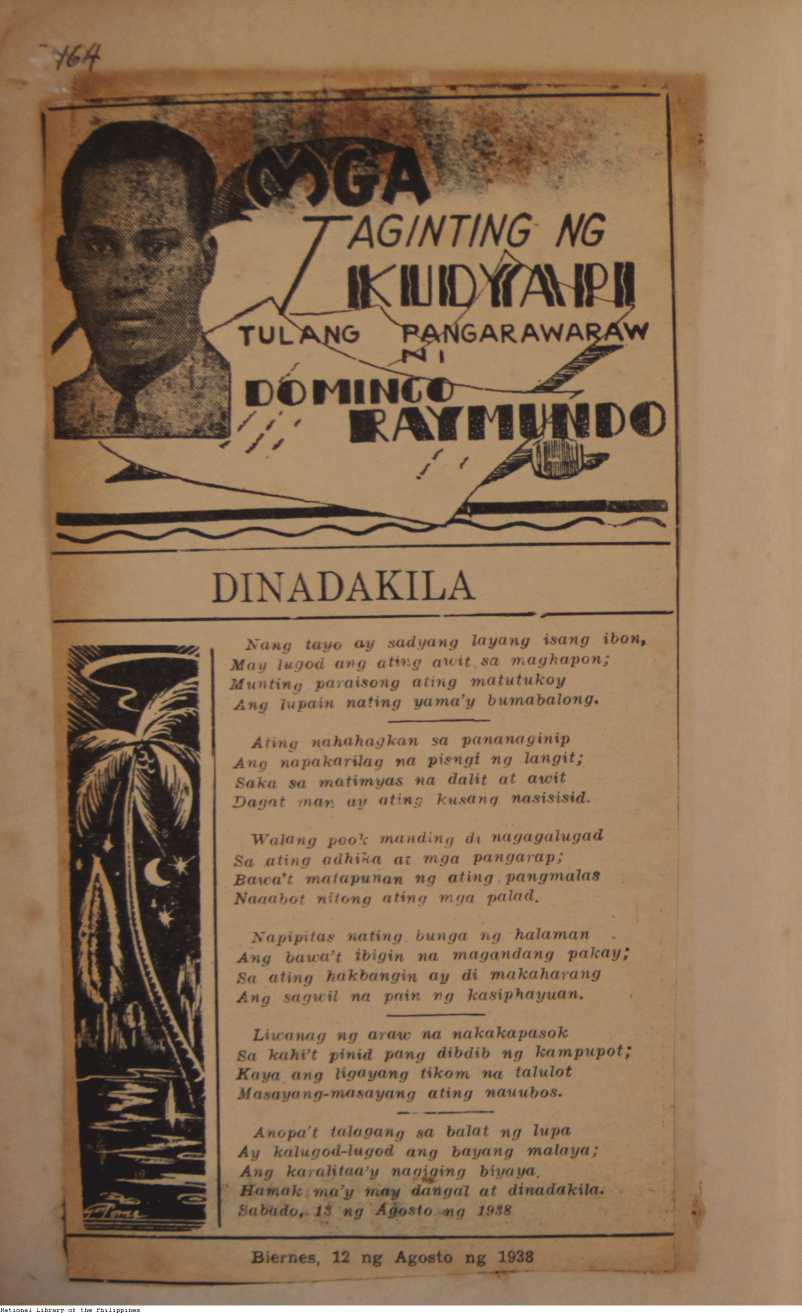 164
MGA
TAGINTING NG
KUDYAPI
TULANG PANGARAWARAW
NI
DOMINGO
RAYMUNDO
DINADAKILA
Nang tayo ay sadyang layang isang ibon,
May lugod ang ating awit sa maghapon;
Munting paraisong ating matutukoy
Ang lupain nating yama'y bumabalong.
Ating nahahagkan sa pananaginip
Ang napakarilag na pisngi ng langit;
Saka sa matimyas na dalit at awit
Dagat man ay ating kusang nasisisid.
Walang pook manding di nagagalugad
Sa ating adhika at mga pangarap;
Bawa't matapunan ng ating pangmalas
Naaabot nitong ating mga palad.
Napipitas nating bunga ng halaman
Ang bawa't ibigin na magandang pakay;
Sa ating hakbangin ay di makaharang
Ang sagwil na pain ng kasiphayuan.
Liwanag ng araw na nakakapasok
Sa kahi't pinid pang dibdib ng kampupot;
Kaya ang ligayang tikom na talulot
Masayang-masayang ating nauubos.
Anopa't talagang sa balat ng lupa
Ay kalugod-lugod ang bayang malaya;
Ang karalitaa'y nagiging biyaya,
Hamak ma'y may dangal at dinadakila.
Sabado, 13 ng Agosto ng 1938
Biernes, 12 ng Agosto ng 1938
National Library of the Philippines